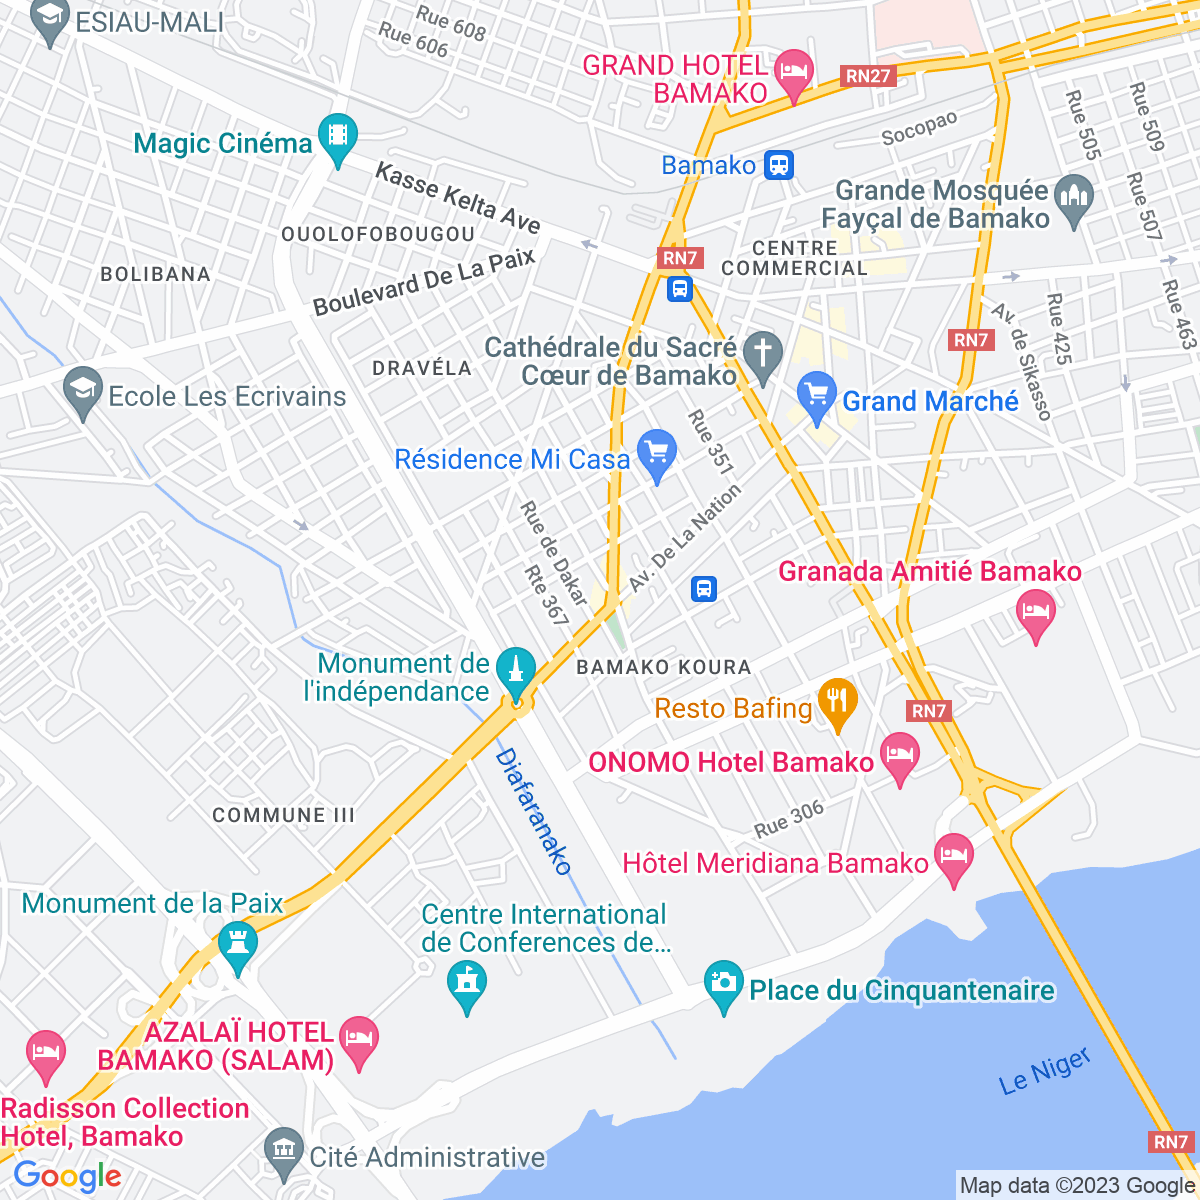 ESIAU-MALI
Rue 608
Rue 606
GRAND HOTEL
BAMAKO
RN27
Socopao
Rue 505
Rue 509
Magic Cinéma
Kasse Kelta Ave
Bamako
Grande Mosquée
Fayçal de Bamako
Rue 507
OUOLOFOBOUGOU
BOLIBANA
Boulevard De La Paix
RN7
CENTRE
COMMERCIAL
Rue 463
Rue 425
Av. de Sikasso
RN7
Cathédrale du Sacré
Cœur de Bamako
DRAVÉLA
Ecole Les Ecrivains
Grand Marché
Résidence Mi Casa
Rue 351
Av. De La Nation
Rue de Dakar
Rte 367
Granada Amitié Bamako
Monument de
l'indépendance
BAMAKO KOURA
Resto Bafing
RN7
ONOMO Hotel Bamako
Diafaranako
COMMUNE III
Rue 306
Hôtel Meridiana Bamako
Monument de la Paix
Centre International
de Conferences de...
Place du Cinquantenaire
AZALAÏ HOTEL
BAMAKO (SALAM)
Le Niger
Radisson Collection
Hotel, Bamako
RN7
Cité Administrative
Google
Map data ©2023 Google